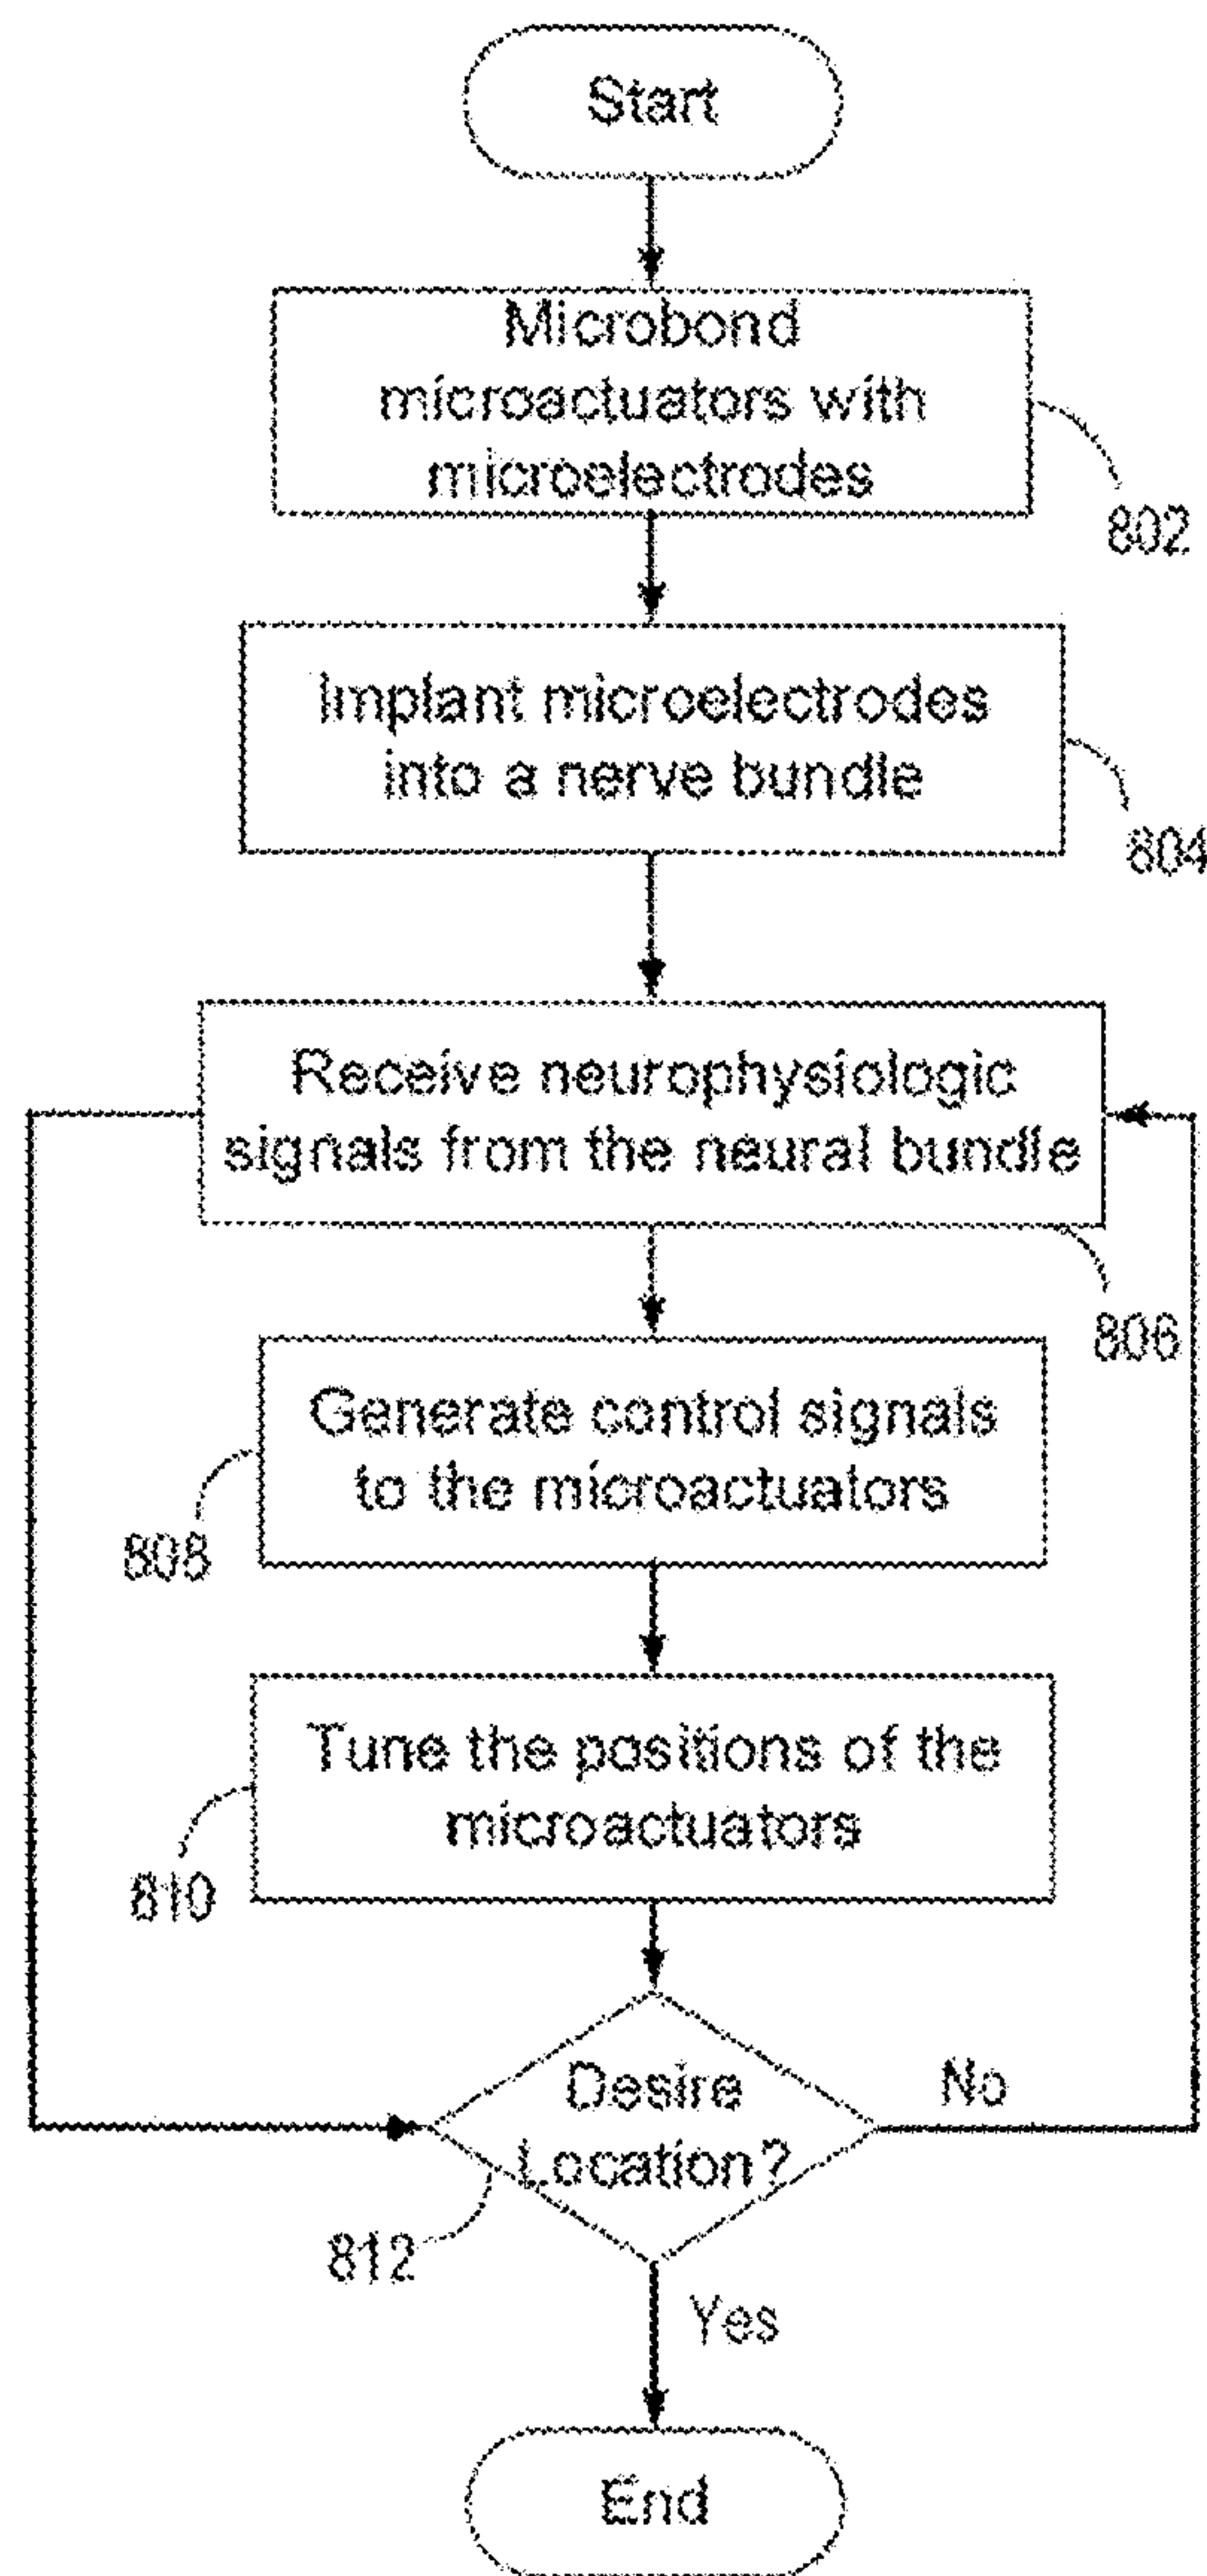 Start
Microbond
microactuators with
microelectrodes
802
Implant microelectrodes
into a nerve bundle
804
Receive neurophysiologic
signals from the neural bundle
806
Generate control signals
to the microactuators
808
Tune the positions of the
microactuators
810
Desire
Location?
No
812
Yes
End